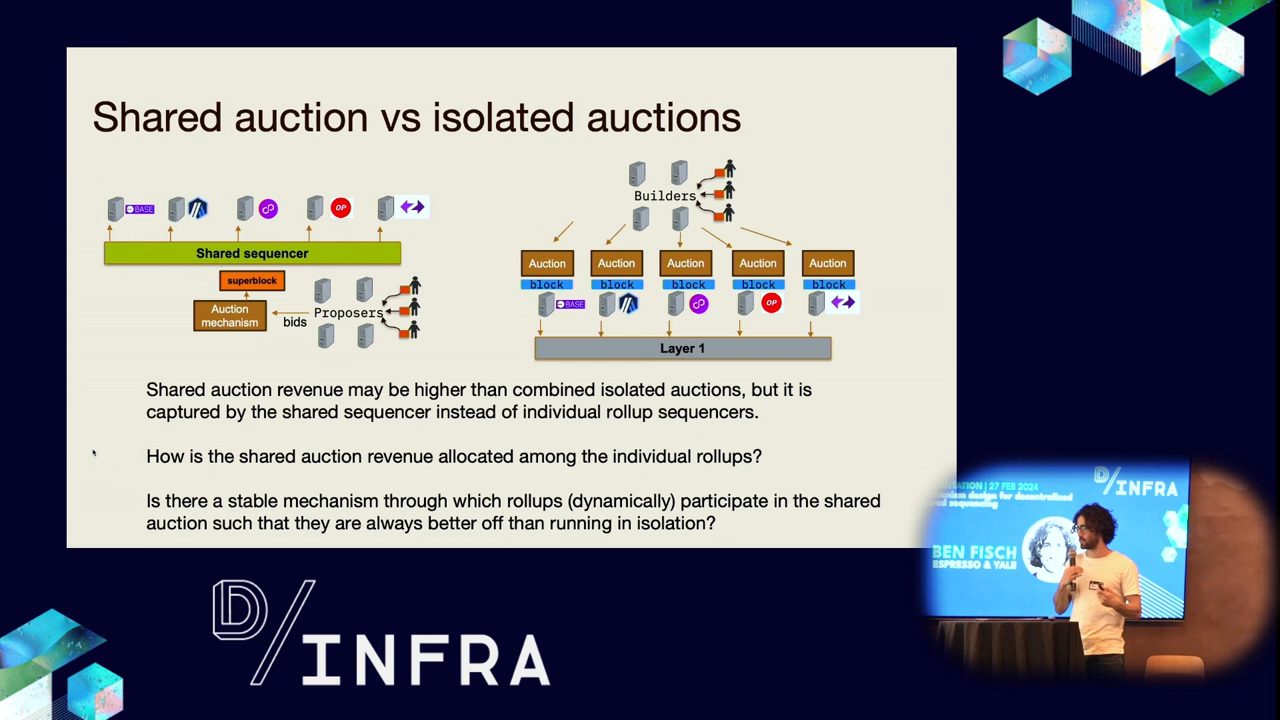 Shared auction vs isolated auctions
BASE
OP
Shared sequencer
superblock
Auction
mechanism
bids
Proposers
Builders
Auction
Auction
Auction
Auction
Auction
block
block
block
block
block
BASE
OP
Layer 1
Shared auction revenue may be higher than combined isolated auctions, but it is
captured by the shared sequencer instead of individual rollup sequencers.
How is the shared auction revenue allocated among the individual rollups?
Is there a stable mechanism through which rollups (dynamically) participate in the shared
auction such that they are always better off than running in isolation?
D/INFRA
27 FEB 2024
for decentralized
sequencing
D/INFRA
BEN FISCH
ESPRESSO & YALE